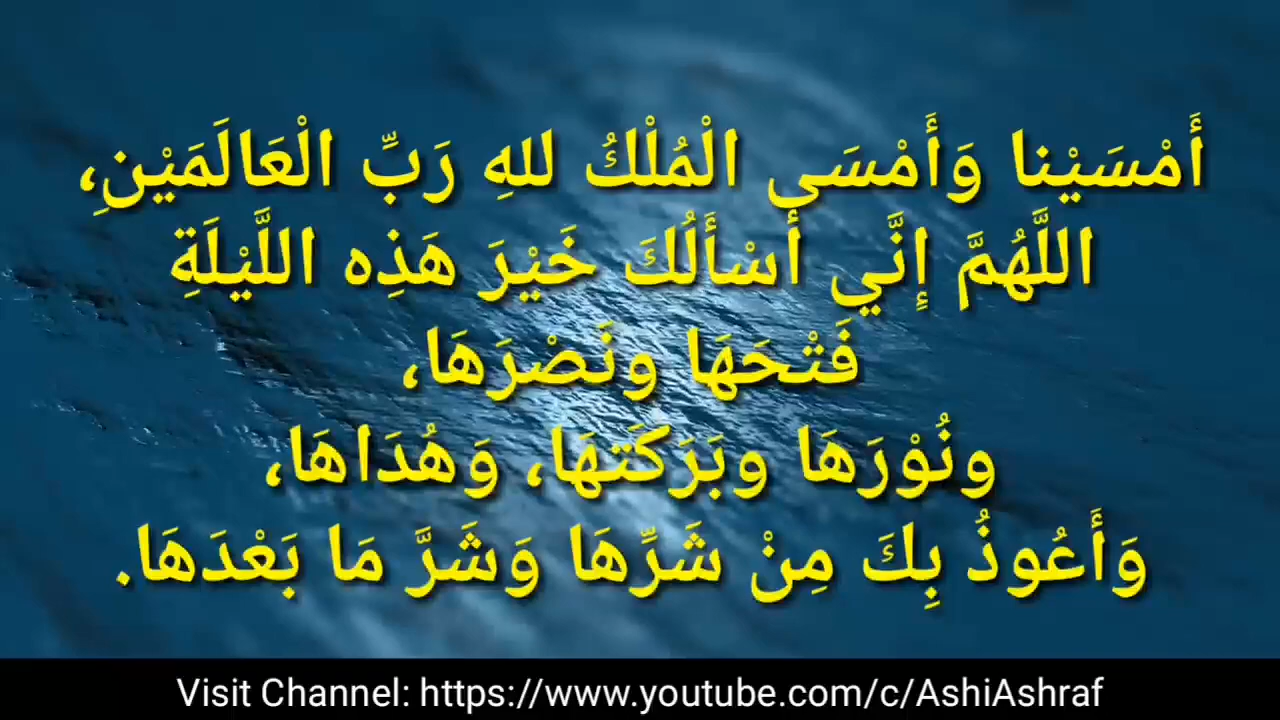 أَمْسَيْنا وَأَمْسَى الْمُلْكُ للهِ رَبِّ الْعَالَمَيْنِ،
اللَّهُمَّ إِنَّي أَسْأَلُكَ خَيْرَ هَذِه اللَّيْلَةِ
فَتْحَهَا ونَصْرَهَا،
ونُوْرَهَا وبَرَكَتهَا، وَهُدَاهَا،
وَأَعُوذُ بِكَ مِنْ شَرِّهَا وَشَرَّ مَا بَعْدَهَا.
Visit Channel: https://www.youtube.com/c/AshiAshraf